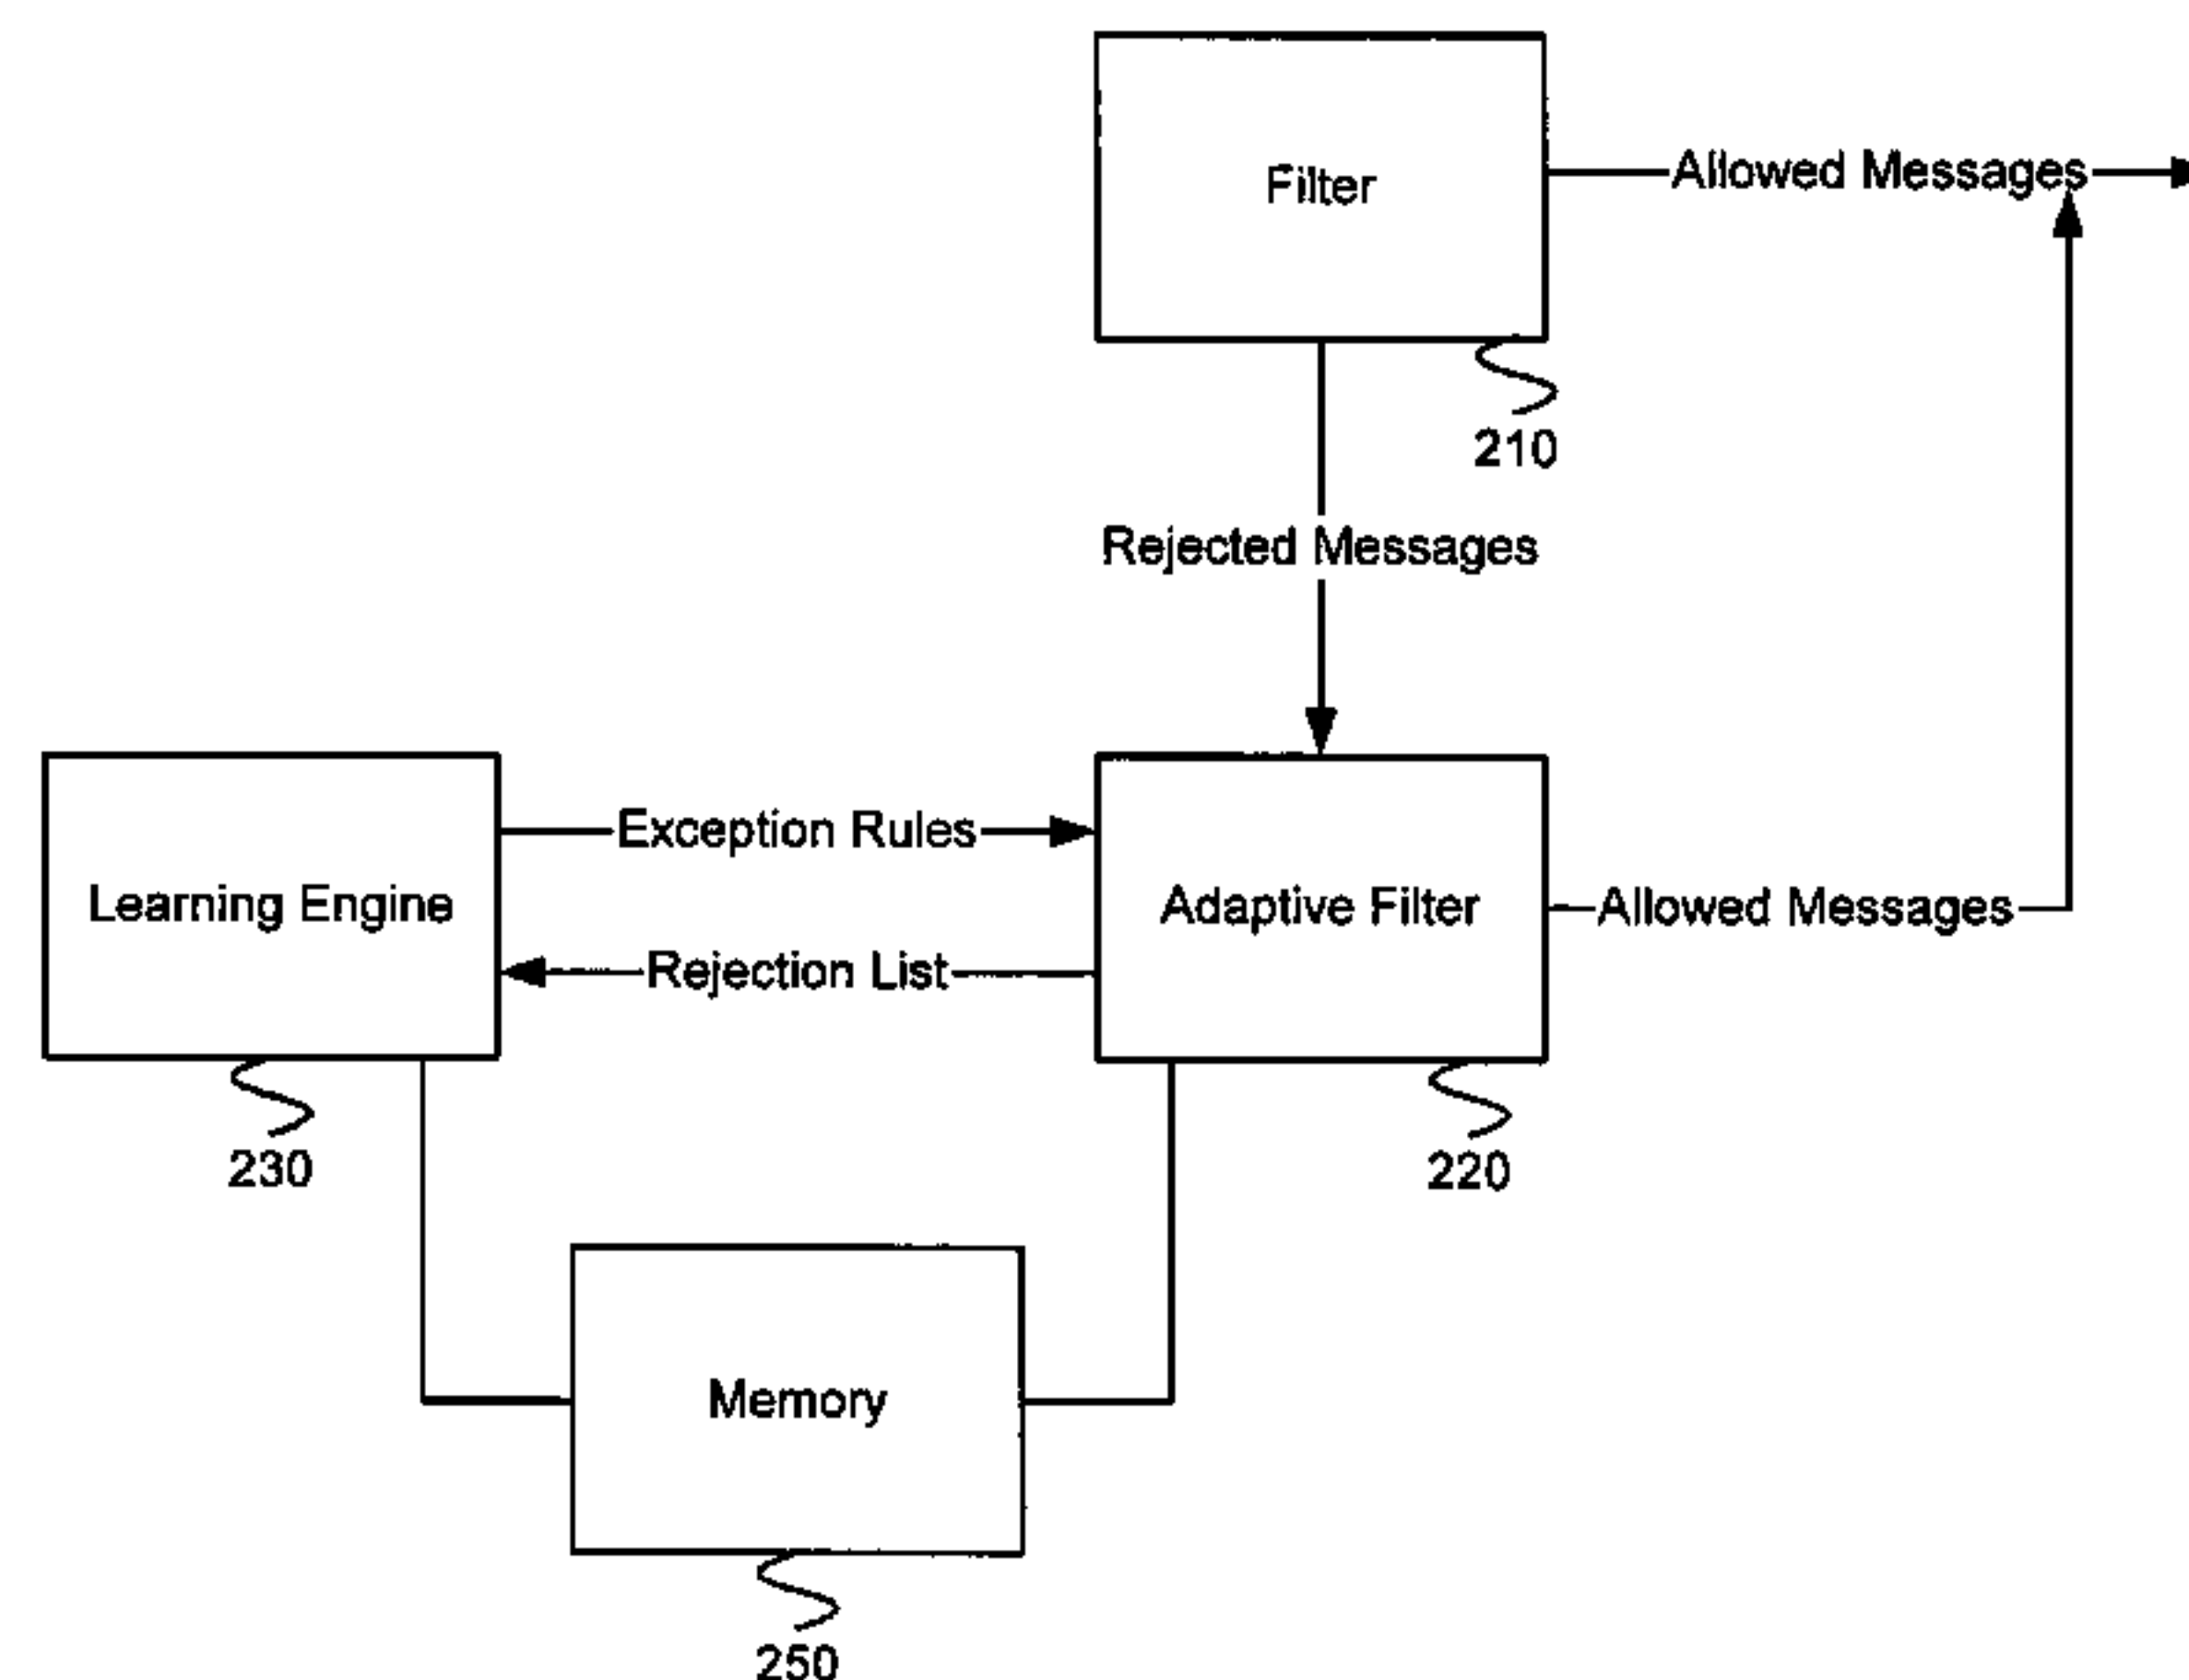 Filter
Allowed Messages
210
Rejected Messages
Exception Rules
Learning Engine
Adaptive Filter
Allowed Messages
Rejection List
230
220
Memory
250